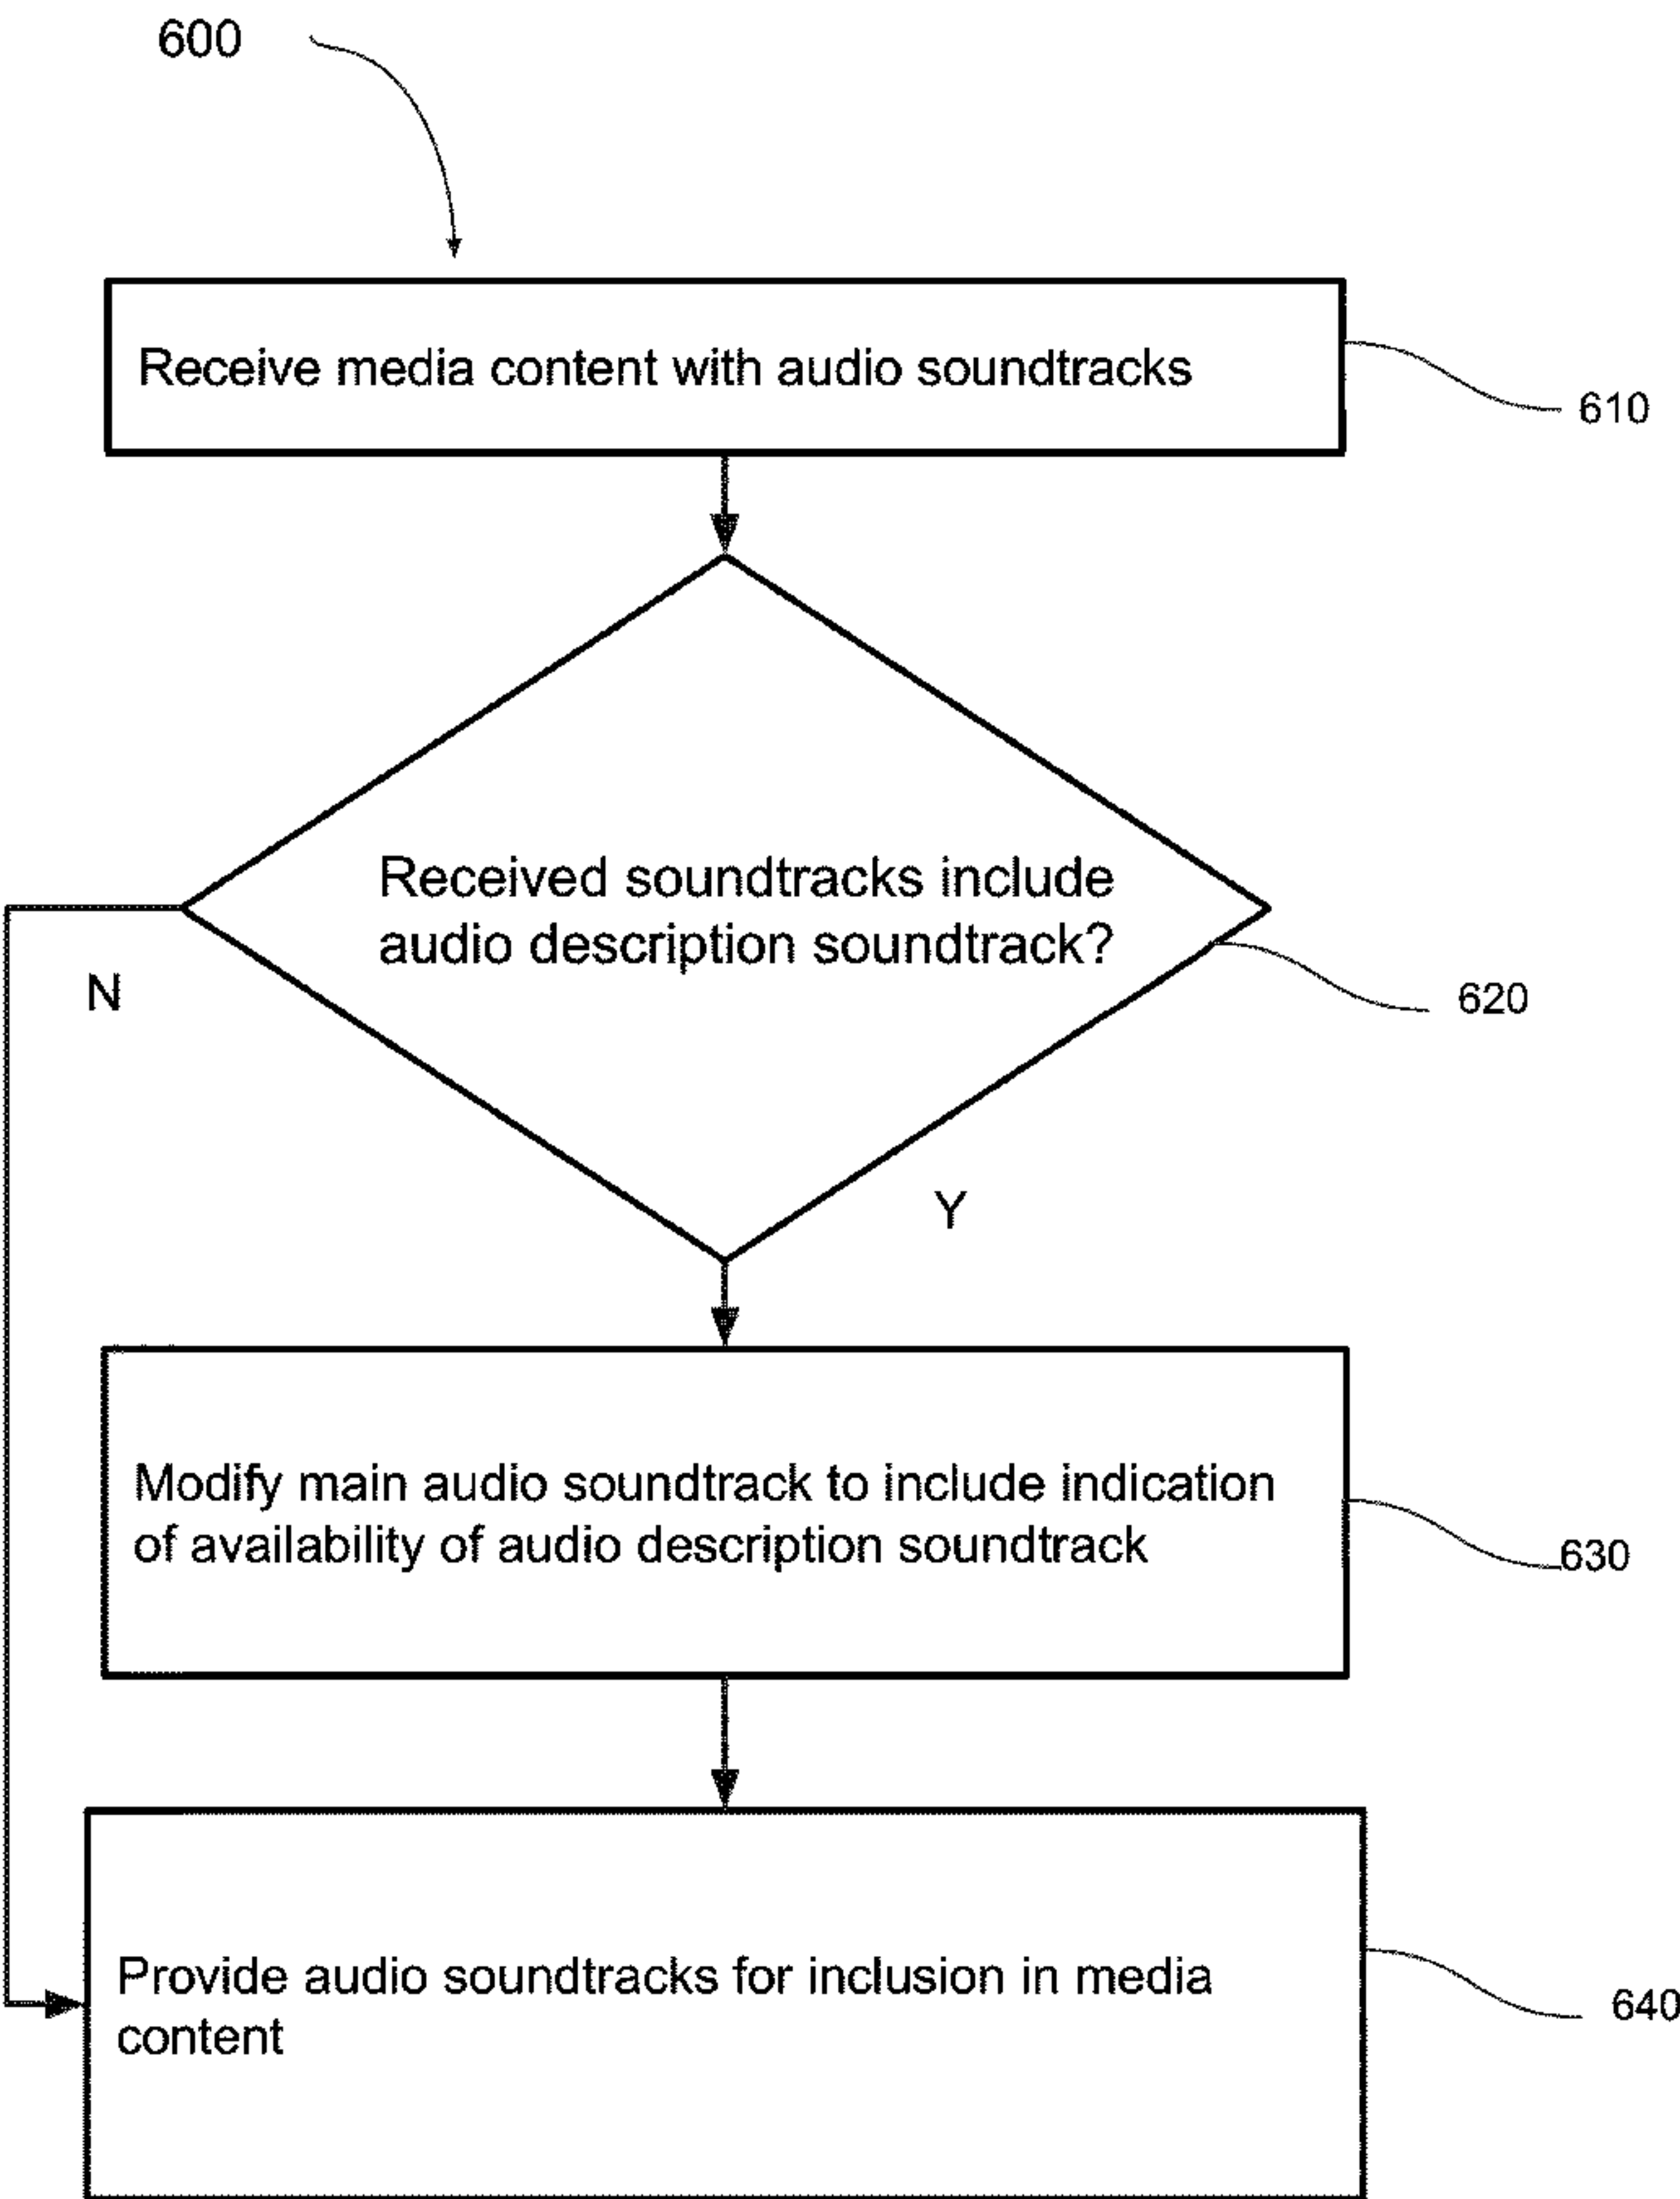 600
Receive media content with audio soundtracks
610
Received soundtracks include
audio description soundtrack?
N
620
Y
Modify main audio soundtrack to include indication
of availability of audio description soundtrack
630
Provide audio soundtracks for inclusion in media
content
640